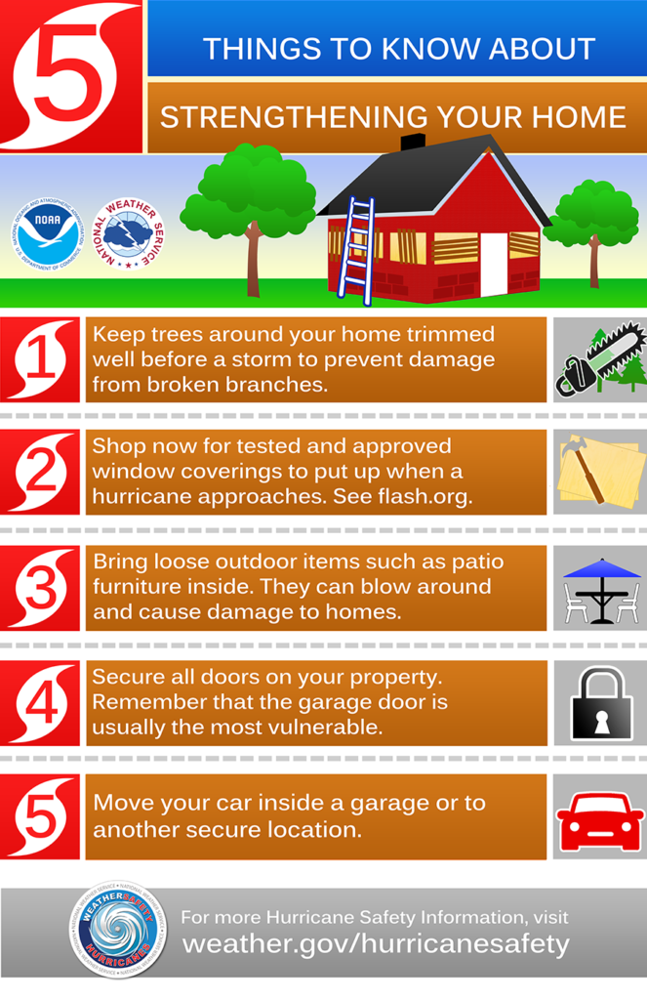 5
THINGS TO KNOW ABOUT
STRENGTHENING YOUR HOME
NATIONAL OCEANIC AND ATMOSPHERIC ADMINISTRATION
NOAA
U.S. DEPARTMENT OF COMMERCE
NATIONAL WEATHER SERVICE
1
Keep trees around your home trimmed
well before a storm to prevent damage
from broken branches.
2
Shop now for tested and approved
window coverings to put up when a
hurricane approaches. See flash.org.
3
Bring loose outdoor items such as patio
furniture inside. They can blow around
and cause damage to homes.
4
Secure all doors on your property.
Remember that the garage door is
usually the most vulnerable.
5
Move your car inside a garage or to
another secure location.
WEATHER SAFETY
HURRICANES
For more Hurricane Safety Information, visit
weather.gov/hurricanesafety